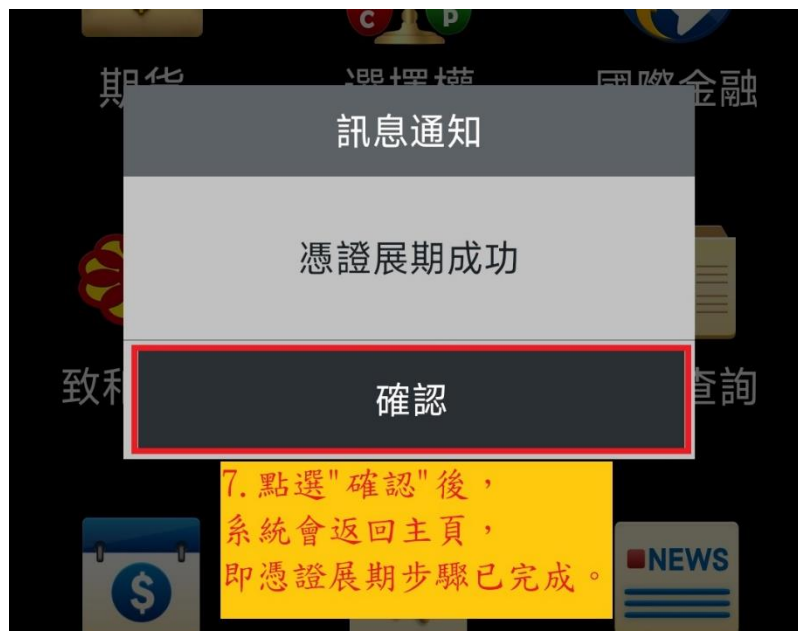 C P
期貨 選擇權 國際金融
訊息通知
憑證展期成功
致利
查詢
確認
7.點選"確認"後，
系統會返回主頁，
即憑證展期步驟已完成。
$
NEWS